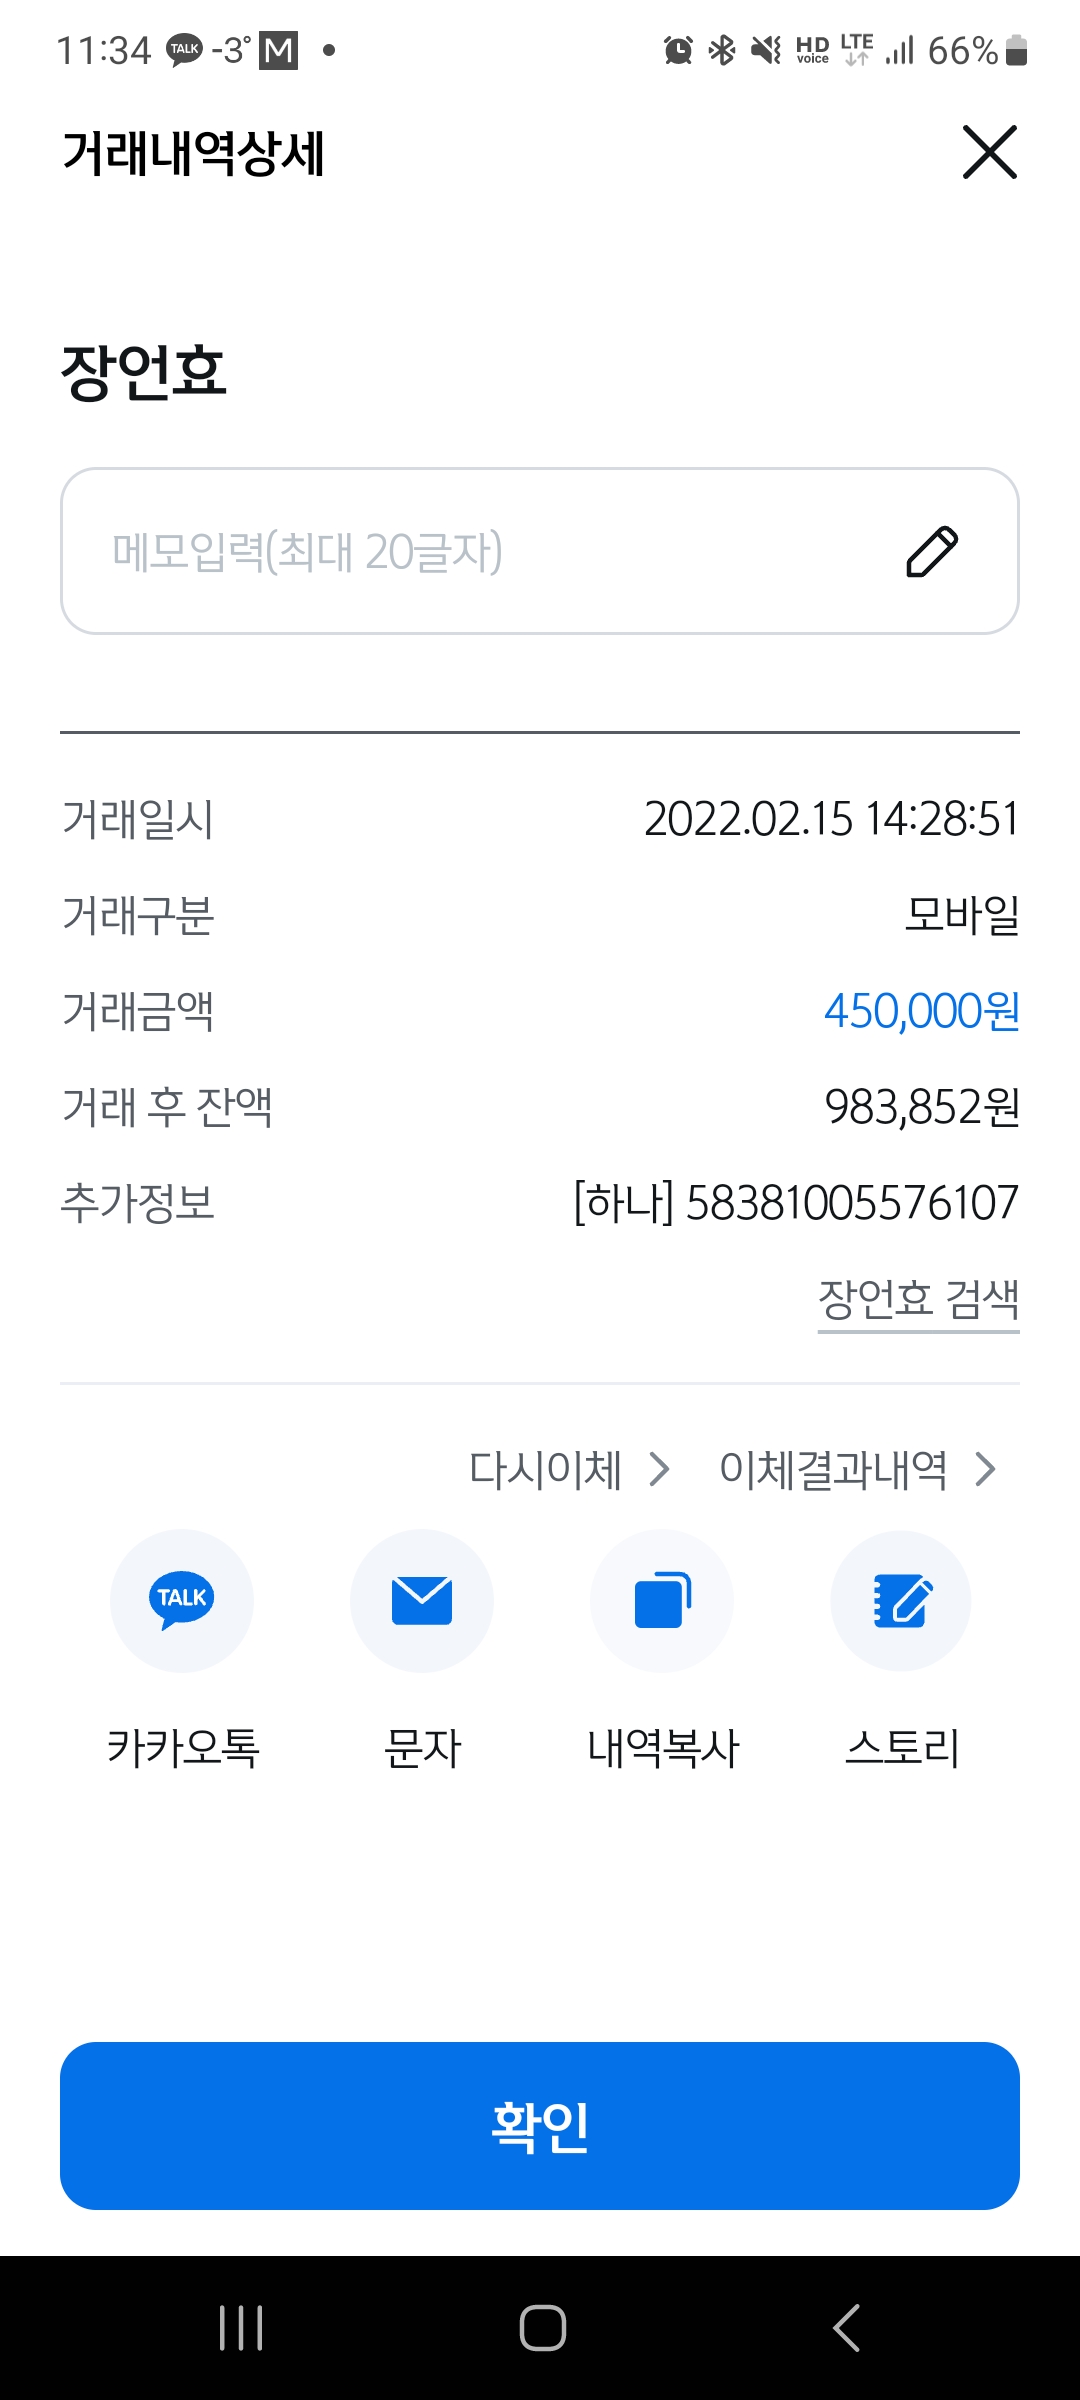 11:34 TALK -3° M HD voice LTE 66%
거래내역상세
장언효
메모입력(최대 20글자)
거래일시 2022.02.15 14:28:51
거래구분 모바일
거래금액 450,000원
거래 후 잔액 983,852원
추가정보 [하나] 58381005576107
장언효 검색
다시이체 이체결과내역
TALK
카카오톡 문자 내역복사 스토리
확인